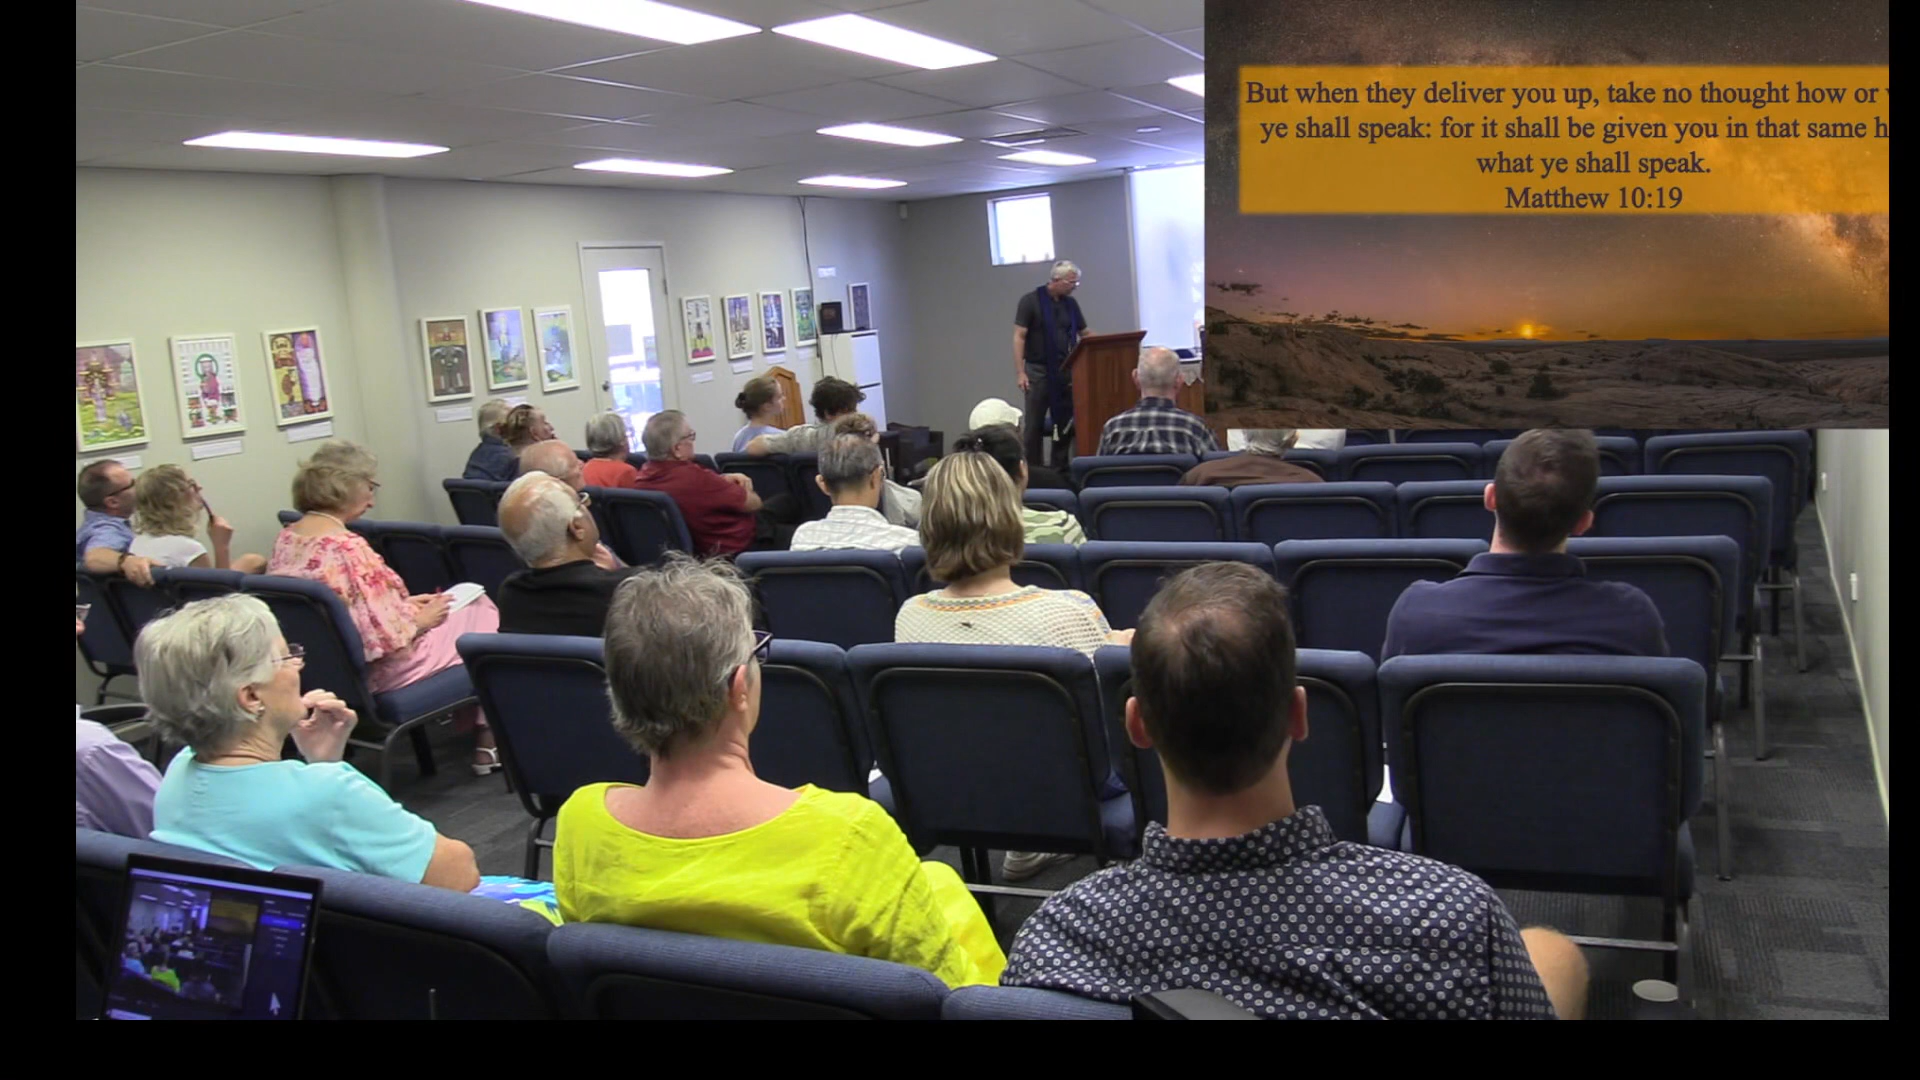 But when they deliver you up, take no thought how or
ye shall speak: for it shall be given you in that same
what ye shall speak.
Matthew 10:19